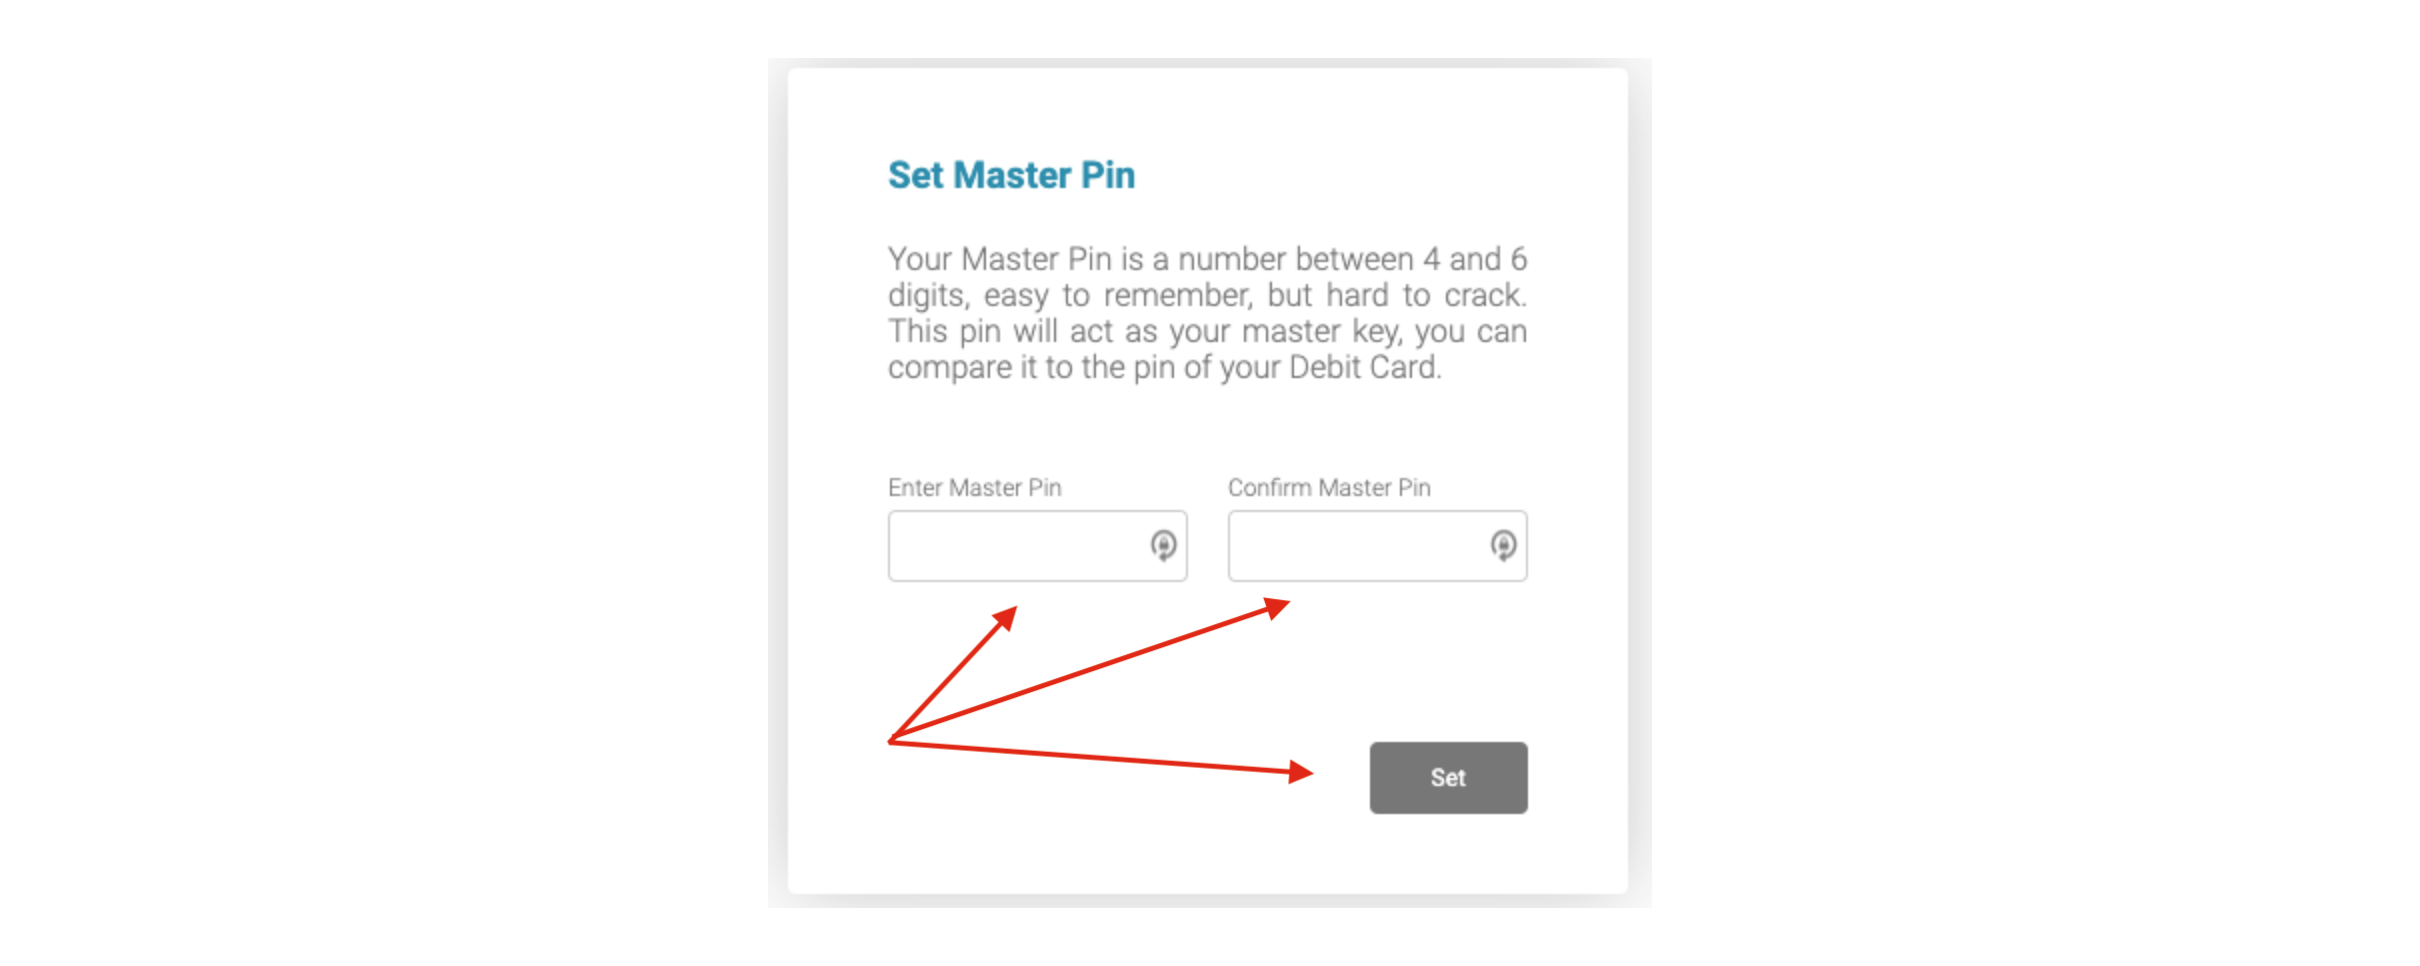 Set Master Pin
Your Master Pin is a number between 4 and 6
digits, easy to remember, but hard to crack.
This pin will act as your master key, you can
compare it to the pin of your Debit Card.
Enter Master Pin
Confirm Master Pin
Set